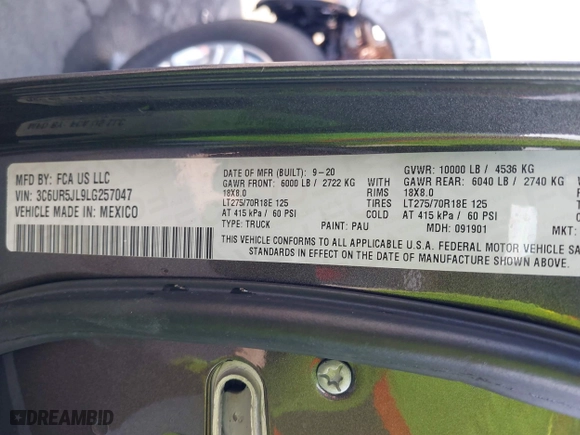 MFD BY: FCA US LLC
VIN: 3C6UR5JL9LG257047
VEHICLE MADE IN: MEXICO
DATE OF MFR (BUILT): 9-20
GVWR: 10000 LB / 4536 KG
GAWR FRONT: 6000 LB / 2722 KG
WITH
GAWR REAR: 6040 LB / 2740 KG
18X8.0
RIMS
18X8.0
LT275/70R18E 125
TIRES
LT275/70R18E 125
AT 415 kPa / 60 PSI
COLD
AT 415 kPa / 60 PSI
TYPE: TRUCK
PAINT: PAU
MDH: 091901
MKT:
THIS VEHICLE CONFORMS TO ALL APPLICABLE U.S.A. FEDERAL MOTOR VEHICLE SA
STANDARDS IN EFFECT ON THE DATE OF MANUFACTURE SHOWN ABOVE.
DREAMBID